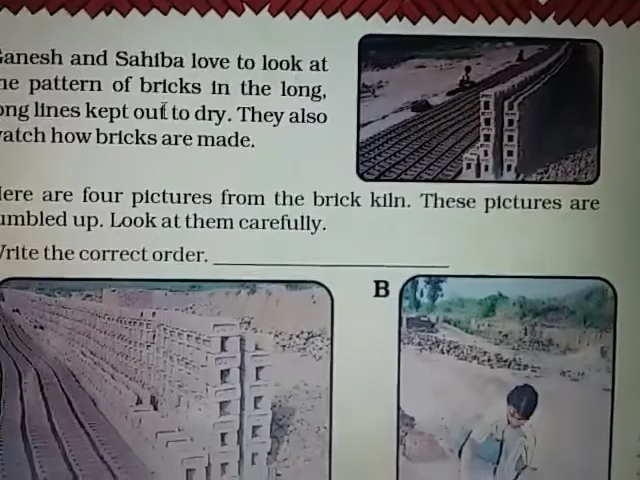 Ganesh and Sahiba love to look at
the pattern of bricks in the long,
long lines kept out to dry. They also
watch how bricks are made.
Here are four pictures from the brick kiln. These pictures are
jumbled up. Look at them carefully.
Write the correct order.
B